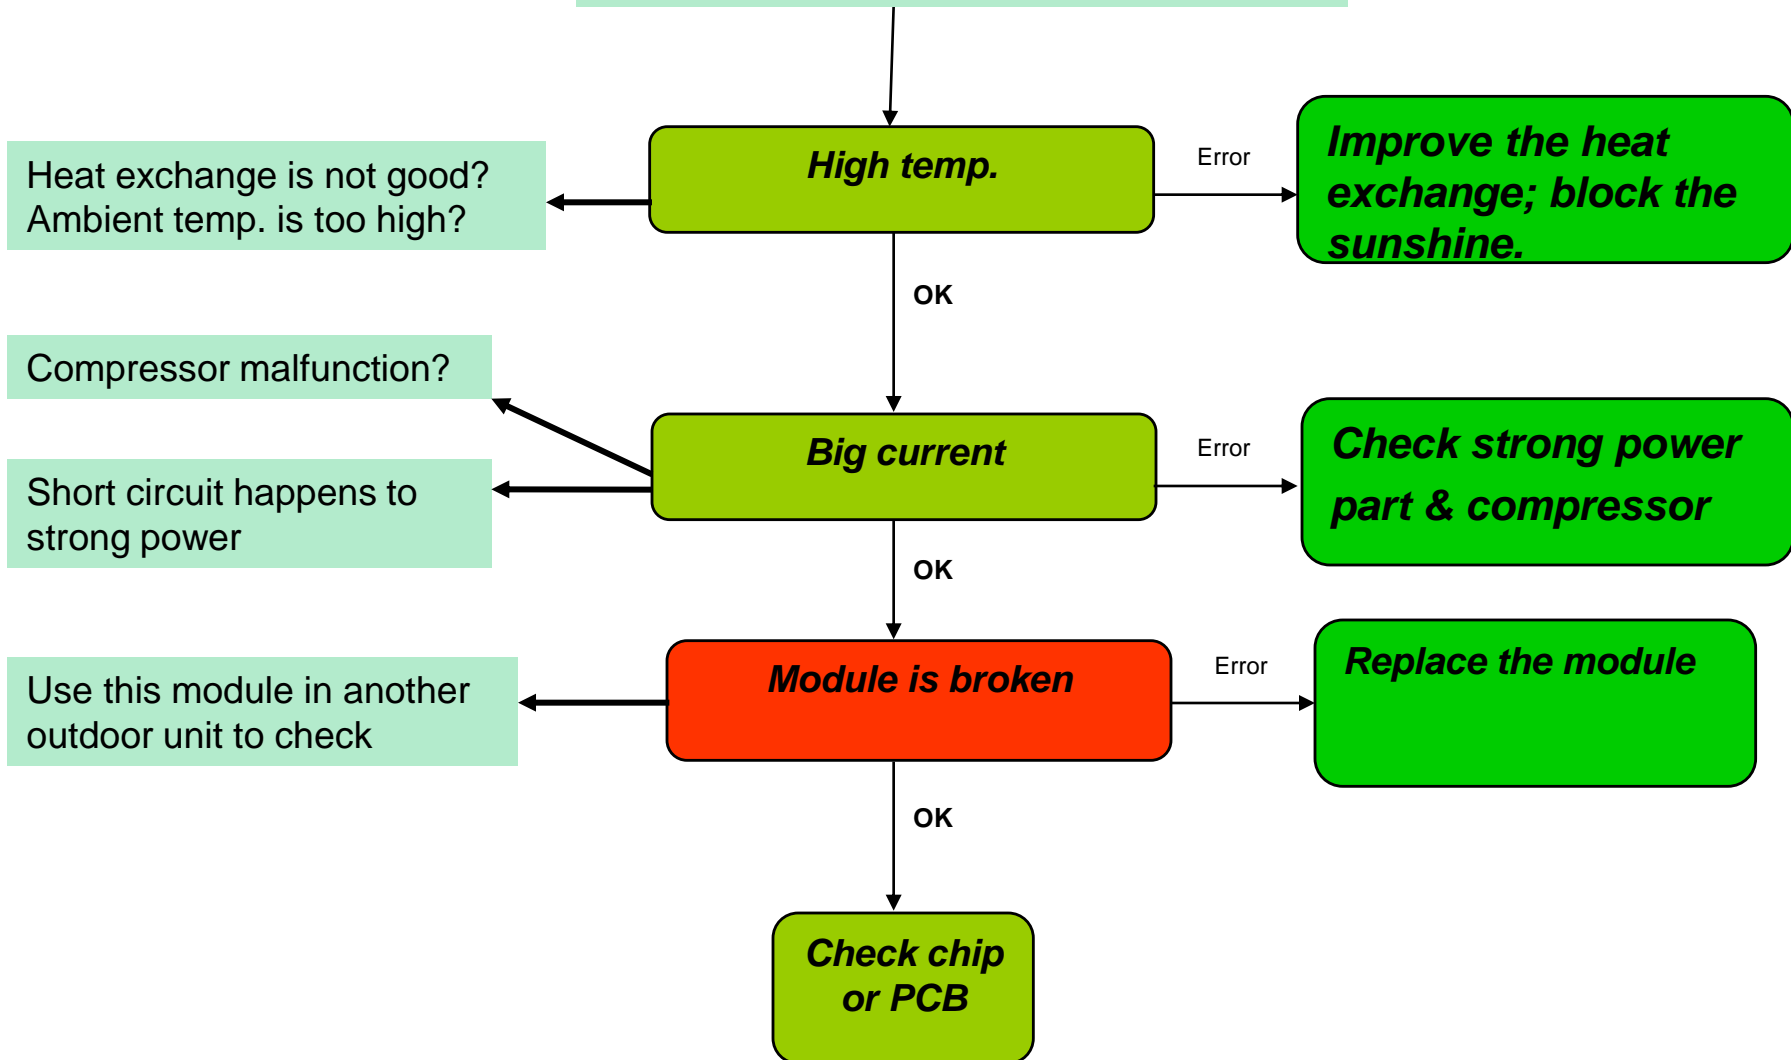 High temp.
Error
Improve the heat
exchange; block the
sunshine.
Heat exchange is not good?
Ambient temp. is too high?
OK
Compressor malfunction?
Big current
Error
Check strong power
part & compressor
Short circuit happens to
strong power
OK
Module is broken
Error
Replace the module
Use this module in another
outdoor unit to check
OK
Check chip
or PCB